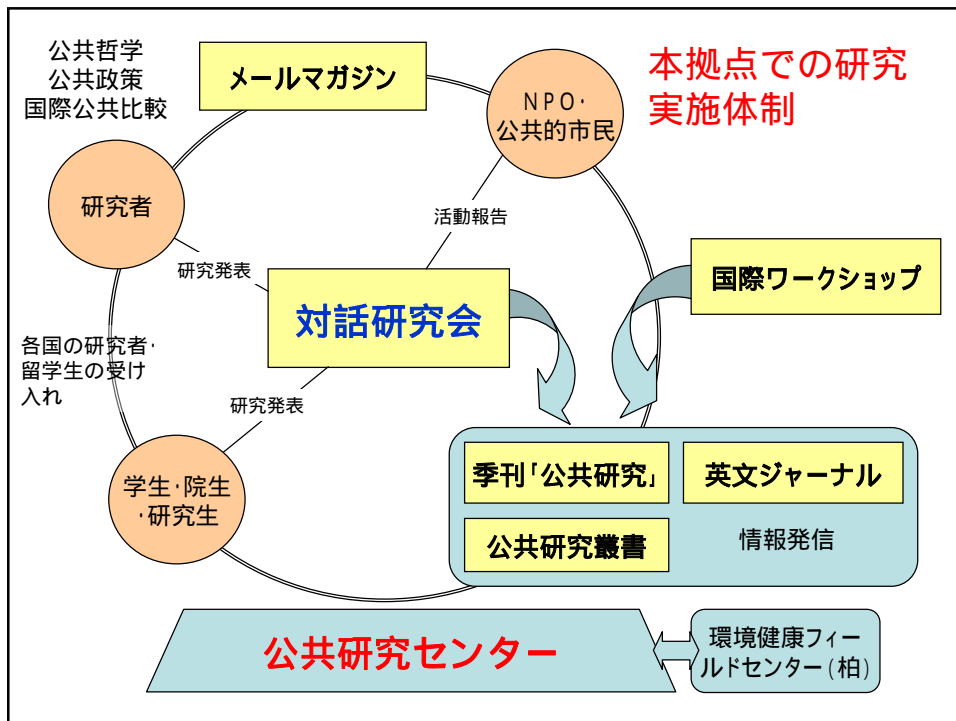 公共哲学
公共政策
国際公共比較
メールマガジン
NPO・
公共的市民
本拠点での研究
実施体制
研究者
活動報告
研究発表
国際ワークショップ
対話研究会
各国の研究者・
留学生の受け
入れ
研究発表
学生・院生
・研究生
季刊「公共研究」
英文ジャーナル
公共研究叢書
情報発信
公共研究センター
環境健康フィー
ルドセンター(柏)